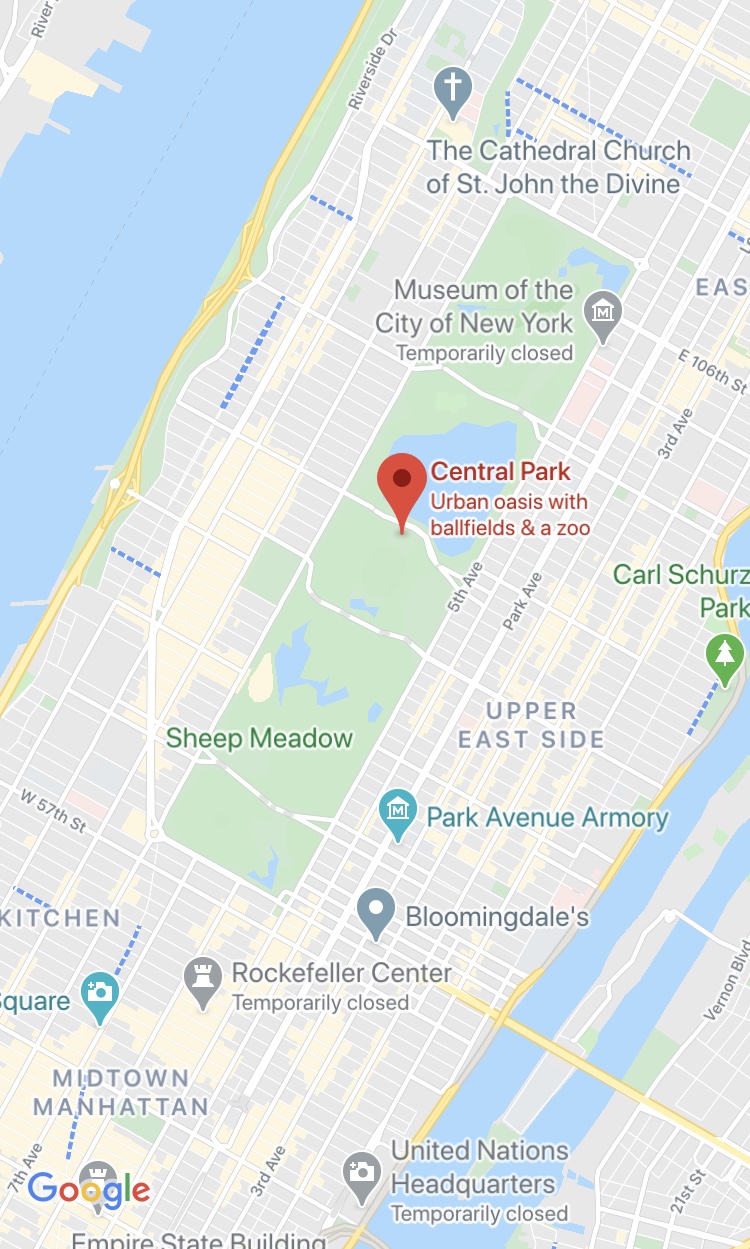 River
Riverside Dr
The Cathedral Church
of St. John the Divine
Museum of the
City of New York
Temporarily closed
EAS
E 106th St
3rd Ave
Central Park
Urban oasis with
ballfields & a zoo
5th Ave
Park Ave
Carl Schurz
Park
UPPER
EAST SIDE
Sheep Meadow
W 57th St
Park Avenue Armory
KITCHEN
Bloomingdale's
Rockefeller Center
Temporarily closed
Square
Vernon Blvd
MIDTOWN
MANHATTAN
7th Ave
3rd Ave
United Nations
Headquarters
Temporarily closed
21st St
Google
Empire State Building